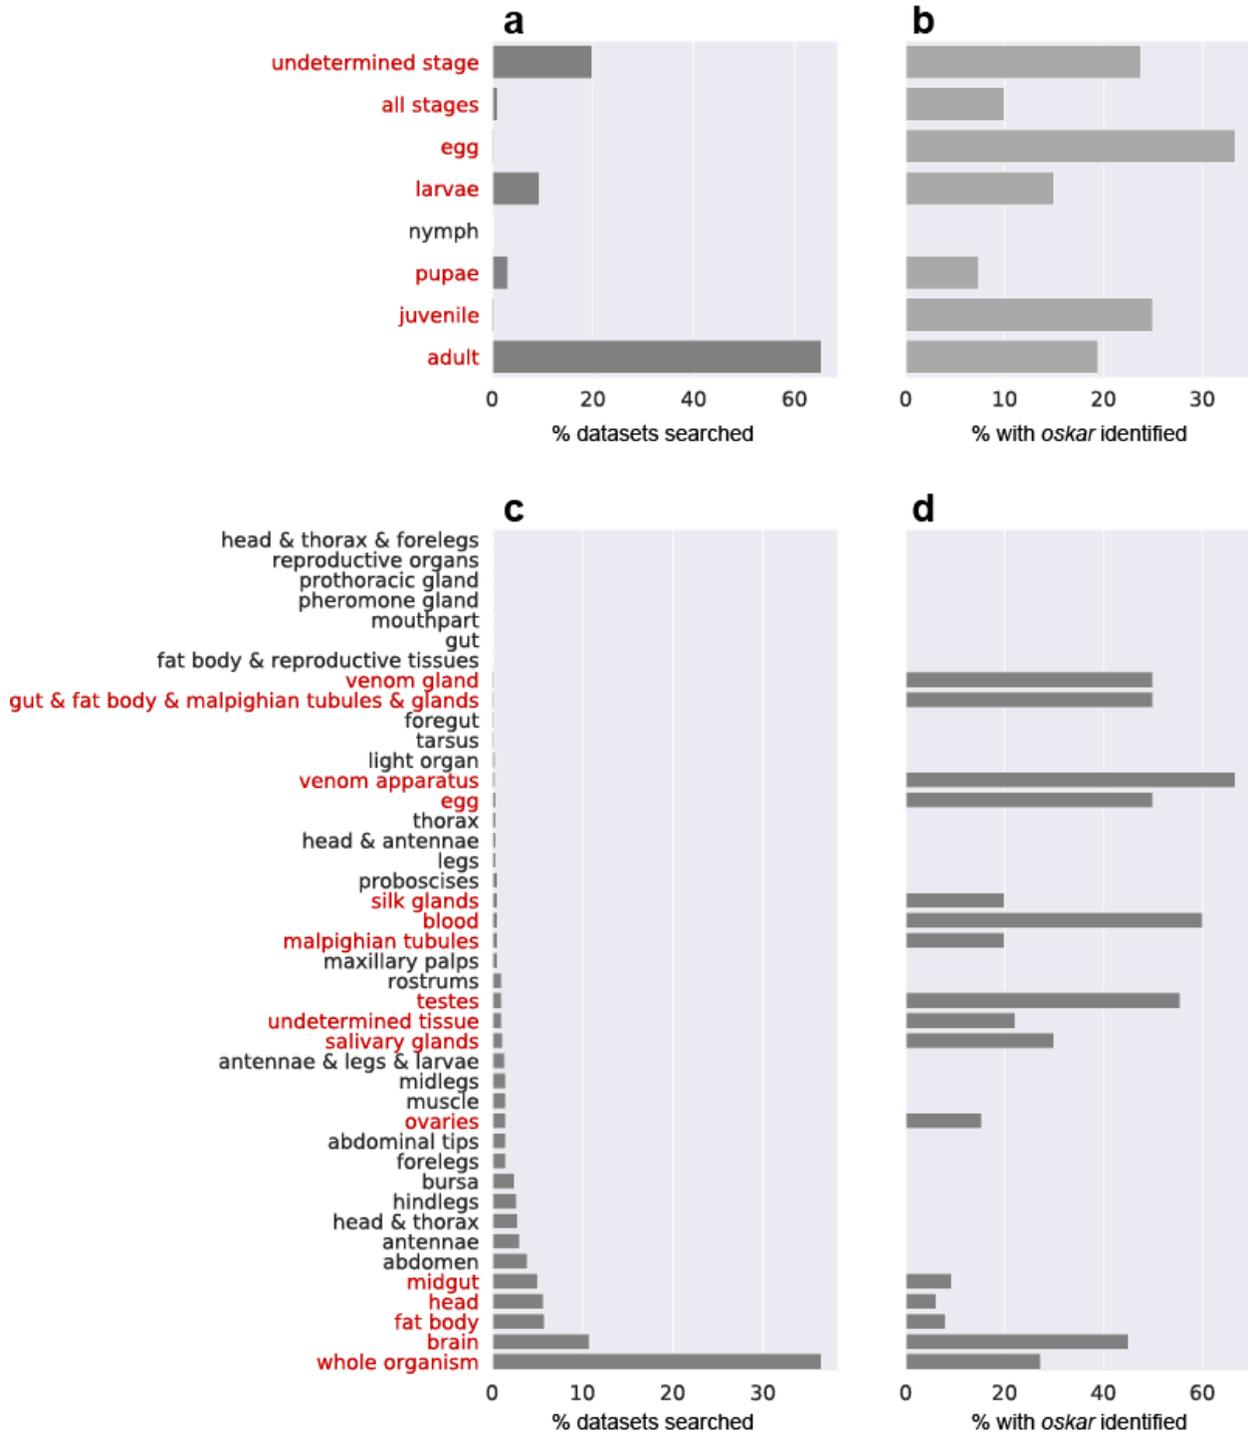 a
b
undetermined stage
all stages
egg
larvae
nymph
pupae
juvenile
adult
0 20 40 60
0 10 20 30
% datasets searched
% with oskar identified
c
d
head & thorax & forelegs
reproductive organs
prothoracic gland
pheromone gland
mouthpart
gut
fat body & reproductive tissues
venom gland
gut & fat body & malpighian tubules & glands
foregut
tarsus
light organ
venom apparatus
egg
thorax
head & antennae
legs
proboscises
silk glands
blood
malpighian tubules
maxillary palps
rostrums
testes
undetermined tissue
salivary glands
antennae & legs & larvae
midlegs
muscle
ovaries
abdominal tips
forelegs
bursa
hindlegs
head & thorax
antennae
abdomen
midgut
head
fat body
brain
whole organism
0 10 20 30
0 20 40 60
% datasets searched
% with oskar identified